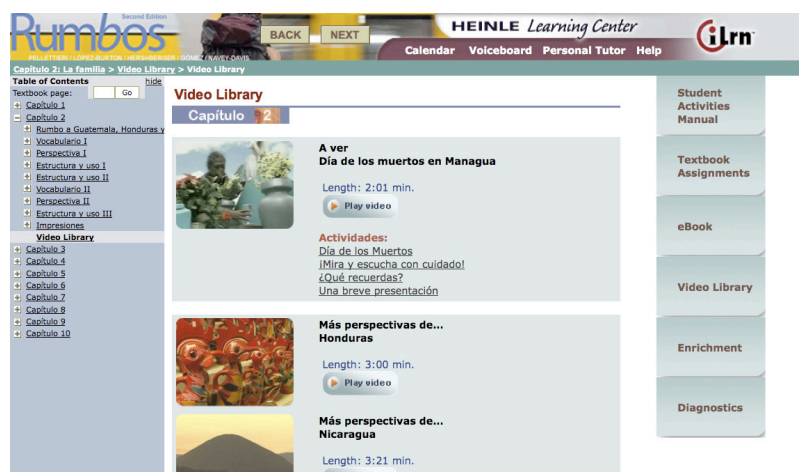 Second Edition
Rumbos
PELLETTIERI / LÓPEZ-BURTON / HERSHBERGER / GÓMEZ / NAVEY-DAVIS
BACK
NEXT
HEINLE Learning Center
Calendar Voiceboard Personal Tutor Help
iLrn
Capítulo 2: La familia > Video Library > Video Library
Table of Contents
hide
Textbook page:
Go
Capítulo 1
Capítulo 2
Rumbo a Guatemala, Honduras y
Vocabulario I
Perspectiva I
Estructura y uso I
Estructura y uso II
Vocabulario II
Perspectiva II
Estructura y uso III
Impresiones
Video Library
Capítulo 3
Capítulo 4
Capítulo 5
Capítulo 6
Capítulo 7
Capítulo 8
Capítulo 9
Capítulo 10
Video Library
Capítulo 2
A ver
Día de los muertos en Managua
Length: 2:01 min.
Play video
Actividades:
Día de los Muertos
¡Mira y escucha con cuidado!
¿Qué recuerdas?
Una breve presentación
Más perspectivas de...
Honduras
Length: 3:00 min.
Play video
Más perspectivas de...
Nicaragua
Length: 3:21 min.
Student
Activities
Manual
Textbook
Assignments
eBook
Video Library
Enrichment
Diagnostics